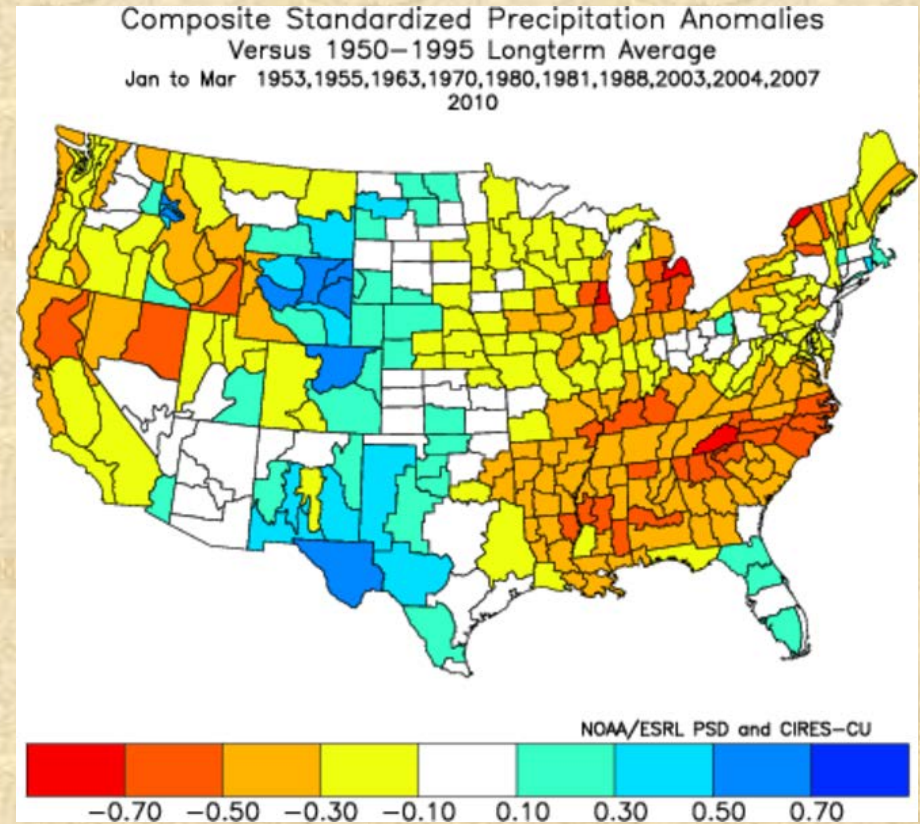 Composite Standardized Precipitation Anomalies
Versus 1950-1995 Longterm Average
Jan to Mar 1953,1955,1963,1970,1980,1981,1988,2003,2004,2007
2010
NOAA/ESRL PSD and CIRES-CU
-0.70 -0.50 -0.30 -0.10 0.10 0.30 0.50 0.70